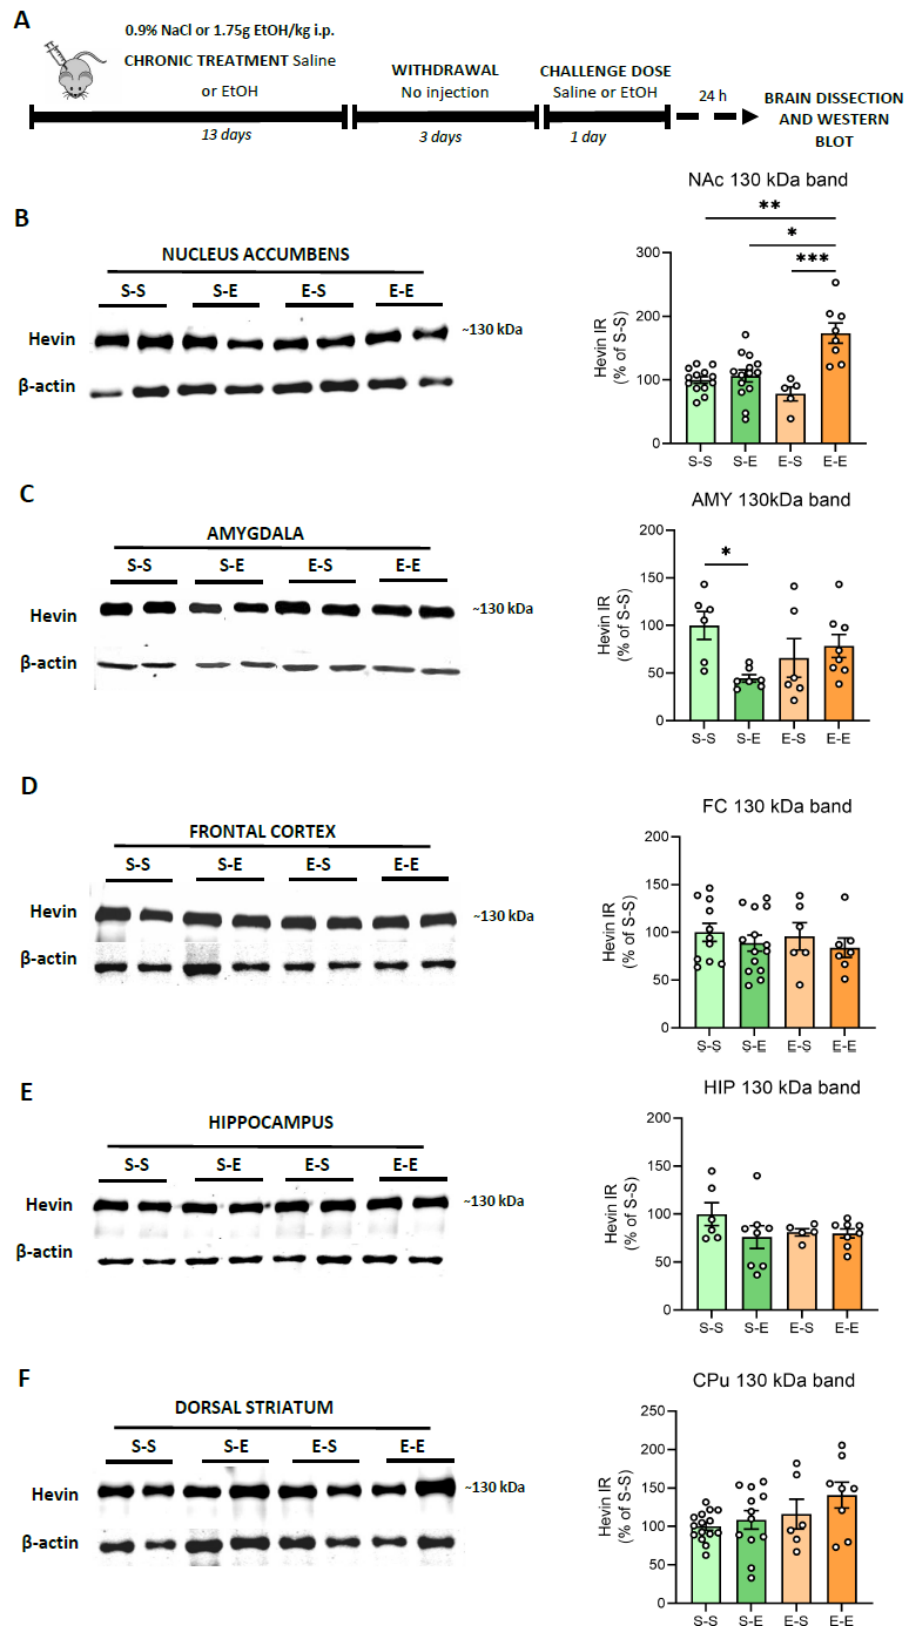 A
0.9% NaCl or 1.75g EtOH/kg i.p.
CHRONIC TREATMENT Saline
or EtOH
WITHDRAWAL
No injection
CHALLENGE DOSE
Saline or EtOH
24 h
BRAIN DISSECTION
AND WESTERN
BLOT
13 days
3 days
1 day
B
NUCLEUS ACCUMBENS
S-S S-E E-S E-E
Hevin
~130 kDa
β-actin
NAc 130 kDa band
**
*
***
Hevin IR
(% of S-S)
300
200
100
0
S-S S-E E-S E-E
C
AMYGDALA
S-S S-E E-S E-E
Hevin
~130 kDa
β-actin
AMY 130kDa band
*
Hevin IR
(% of S-S)
200
150
100
50
0
S-S S-E E-S E-E
D
FRONTAL CORTEX
S-S S-E E-S E-E
Hevin
~130 kDa
β-actin
FC 130 kDa band
Hevin IR
(% of S-S)
200
150
100
50
0
S-S S-E E-S E-E
E
HIPPOCAMPUS
S-S S-E E-S E-E
Hevin
~130 kDa
β-actin
HIP 130 kDa band
Hevin IR
(% of S-S)
200
150
100
50
0
S-S S-E E-S E-E
F
DORSAL STRIATUM
S-S S-E E-S E-E
Hevin
~130 kDa
β-actin
CPu 130 kDa band
Hevin IR
(% of S-S)
250
200
150
100
50
0
S-S S-E E-S E-E